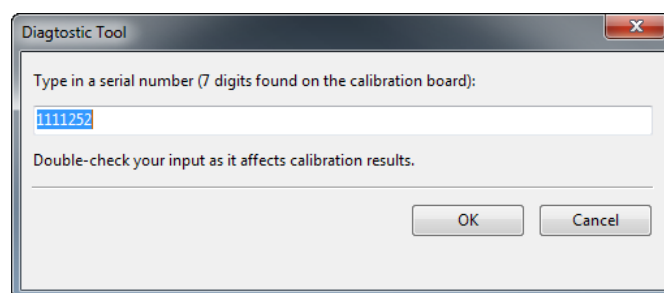 Diagtostic Tool
Type in a serial number (7 digits found on the calibration board):
1111252
Double-check your input as it affects calibration results.
OK Cancel